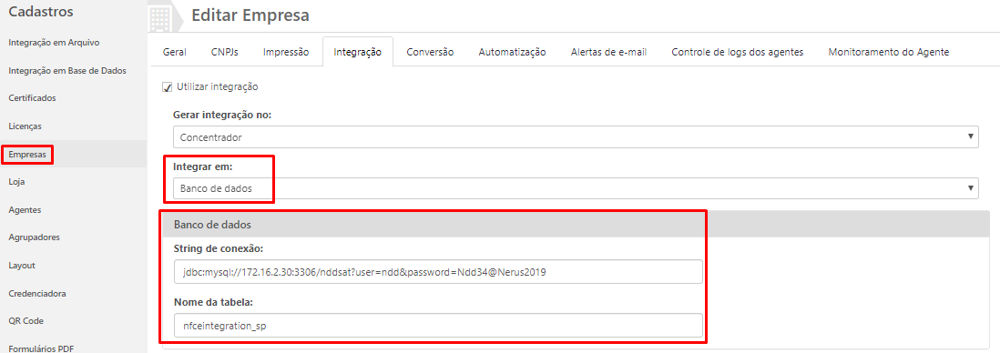 Cadastros
Integração em Arquivo
Integração em Base de Dados
Certificados
Licenças
Empresas
Loja
Agentes
Agrupadores
Layout
Credenciadora
QR Code
Formulários PDF
Editar Empresa
Geral CNPJs Impressão Integração Conversão Automatização Alertas de e-mail Controle de logs dos agentes Monitoramento do Agente
Utilizar integração
Gerar integração no:
Concentrador
Integrar em:
Banco de dados
Banco de dados
String de conexão:
jdbc:mysql://172.16.2.30:3306/nddsat?user=ndd&password=Ndd34@Nerus2019
Nome da tabela:
nfceintegration_sp